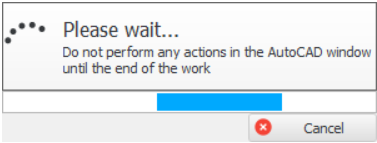 Please wait...
Do not perform any actions in the AutoCAD window
until the end of the work
Cancel